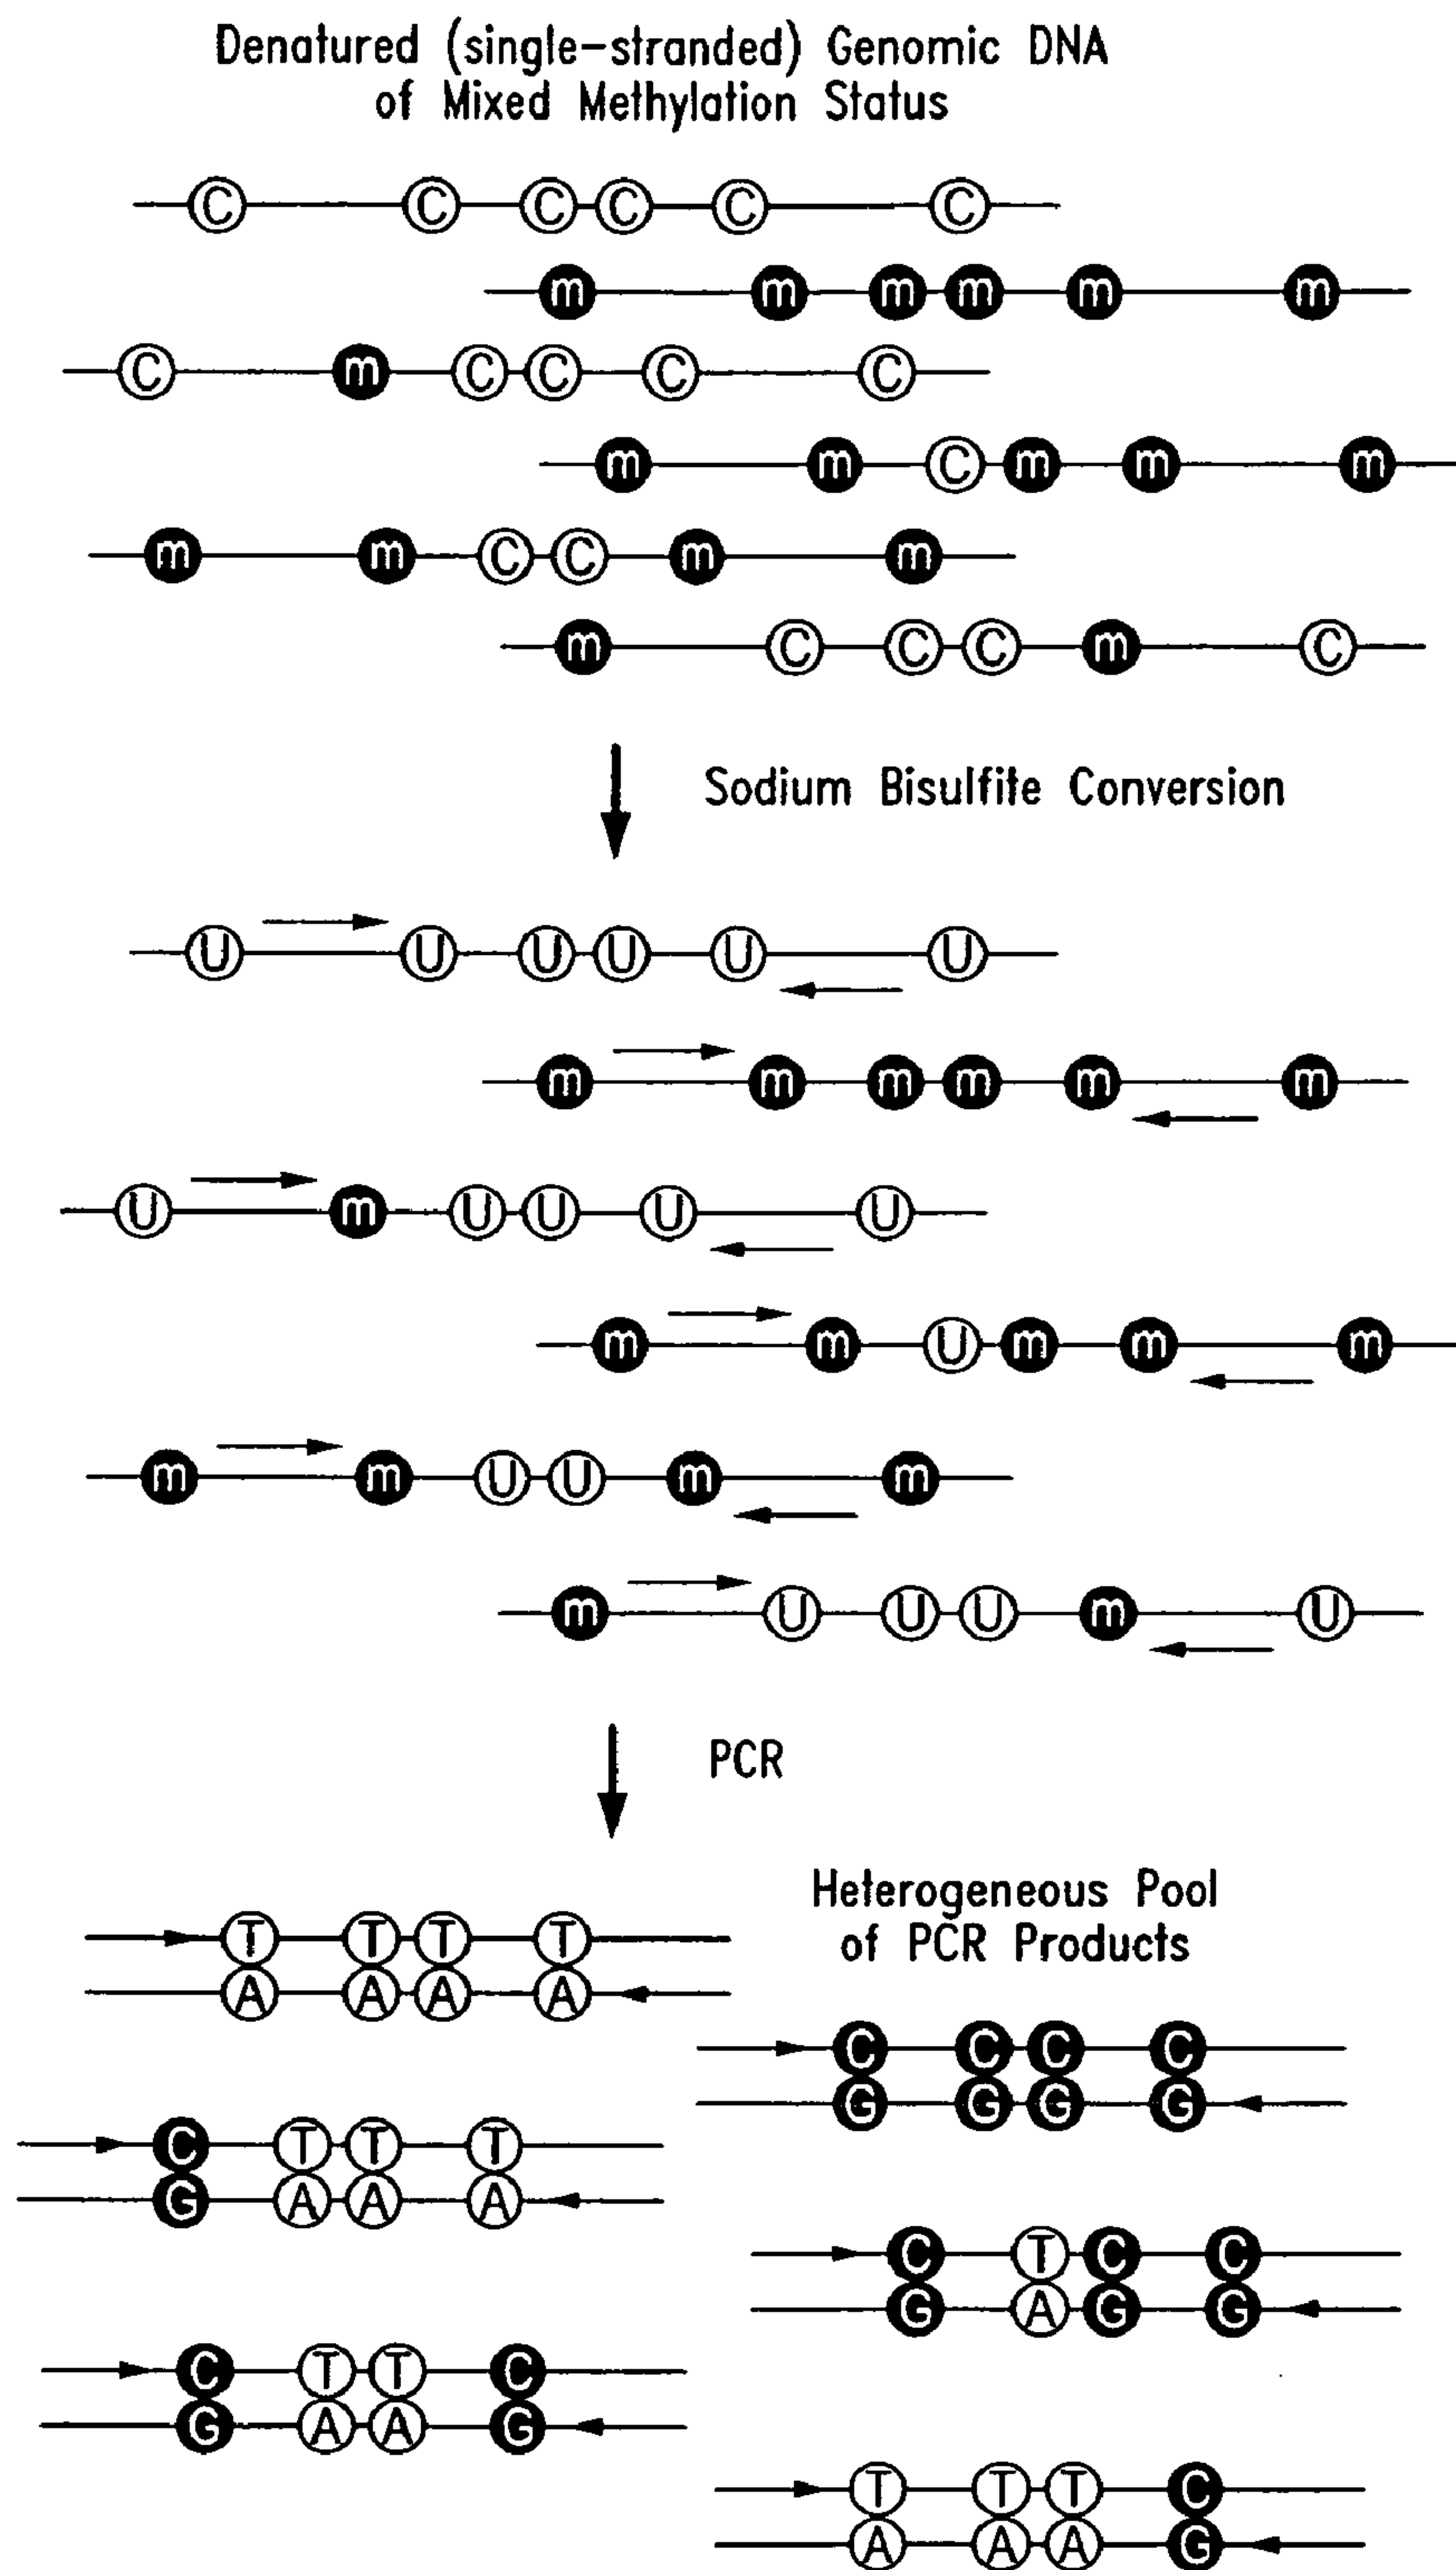 Denatured (single-stranded) Genomic DNA
of Mixed Methylation Status
C C C C C C
m m m m m m
C m C C C C
m m C m m m
m m C C m m
m C C C m C
Sodium Bisulfite Conversion
U U U U U U
m m m m m m
U m U U U U
m m U m m m
m m U U m m
m U U U m U
PCR
Heterogeneous Pool
of PCR Products
T T T T
A A A A
C C C C
G G G G
C T T T
G A A A
C T C C
G A G G
C T T C
G A A G
T T T C
A A A G